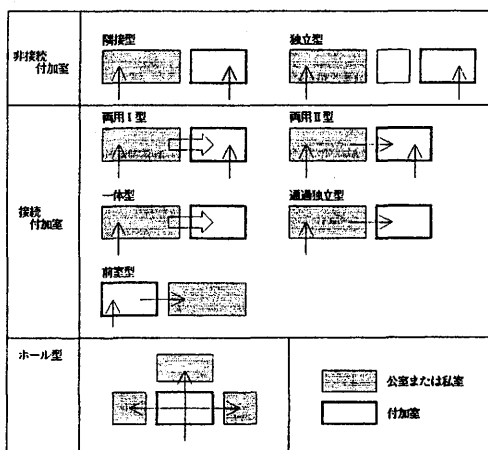 非接続
付加室
隣接型
独立型
接続
付加室
両用Ⅰ型
両用Ⅱ型
一体型
通過独立型
前室型
ホール型
公室または私室
付加室